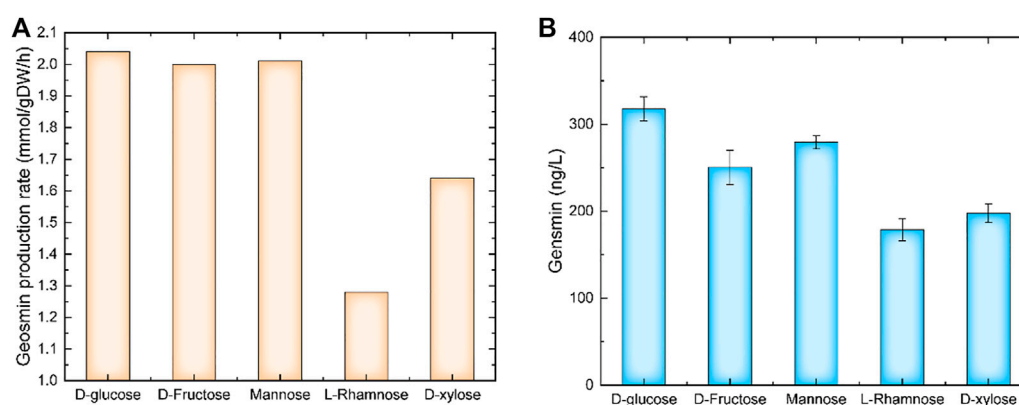 A
Geosmin production rate (mmol/gDW/h)
2.1
2.0
1.9
1.8
1.7
1.6
1.5
1.4
1.3
1.2
1.1
1.0
D-glucose D-Fructose Mannose L-Rhamnose D-xylose
B
Gensmin (ng/L)
400
300
200
100
0
D-glucose D-Fructose Mannose L-Rhamnose D-xylose